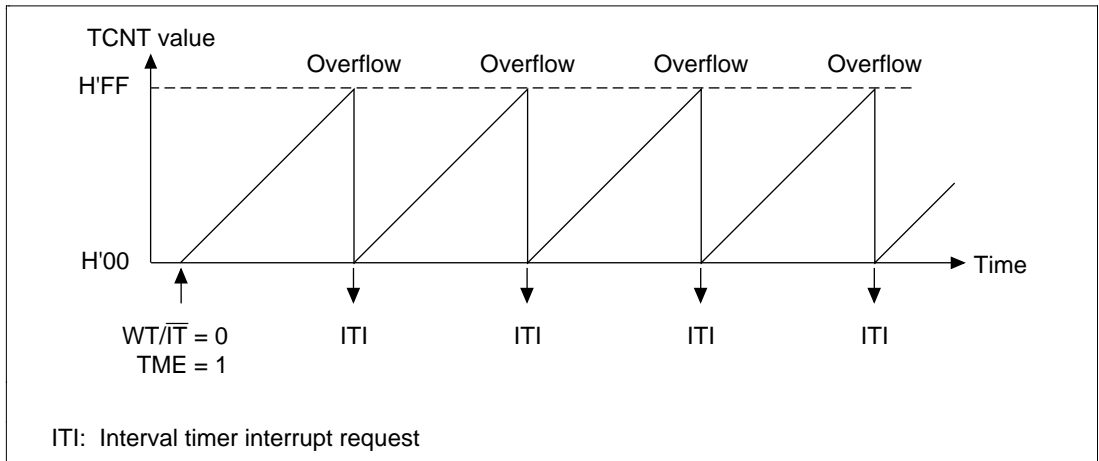 TCNT value
Overflow Overflow Overflow Overflow
H'FF
H'00
Time
WT/I̅T̅ = 0
TME = 1
ITI ITI ITI ITI
ITI: Interval timer interrupt request